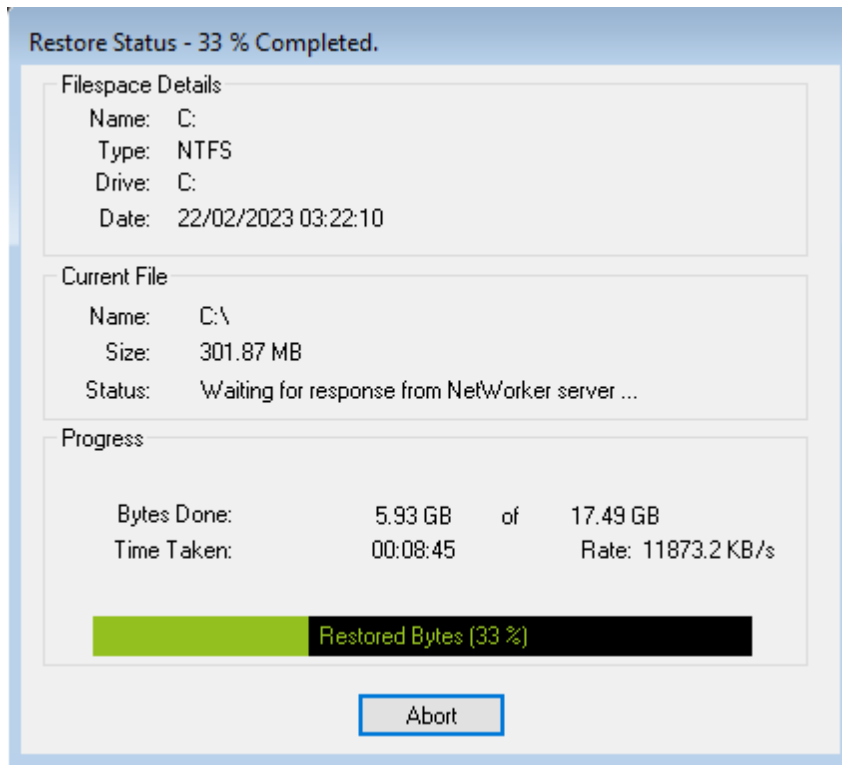 Restore Status - 33 % Completed.
Filespace Details
Name: C:
Type: NTFS
Drive: C:
Date: 22/02/2023 03:22:10
Current File
Name: C:\
Size: 301.87 MB
Status: Waiting for response from NetWorker server ...
Progress
Bytes Done: 5.93 GB of 17.49 GB
Time Taken: 00:08:45 Rate: 11873.2 KB/s
Restored Bytes (33 %)
Abort